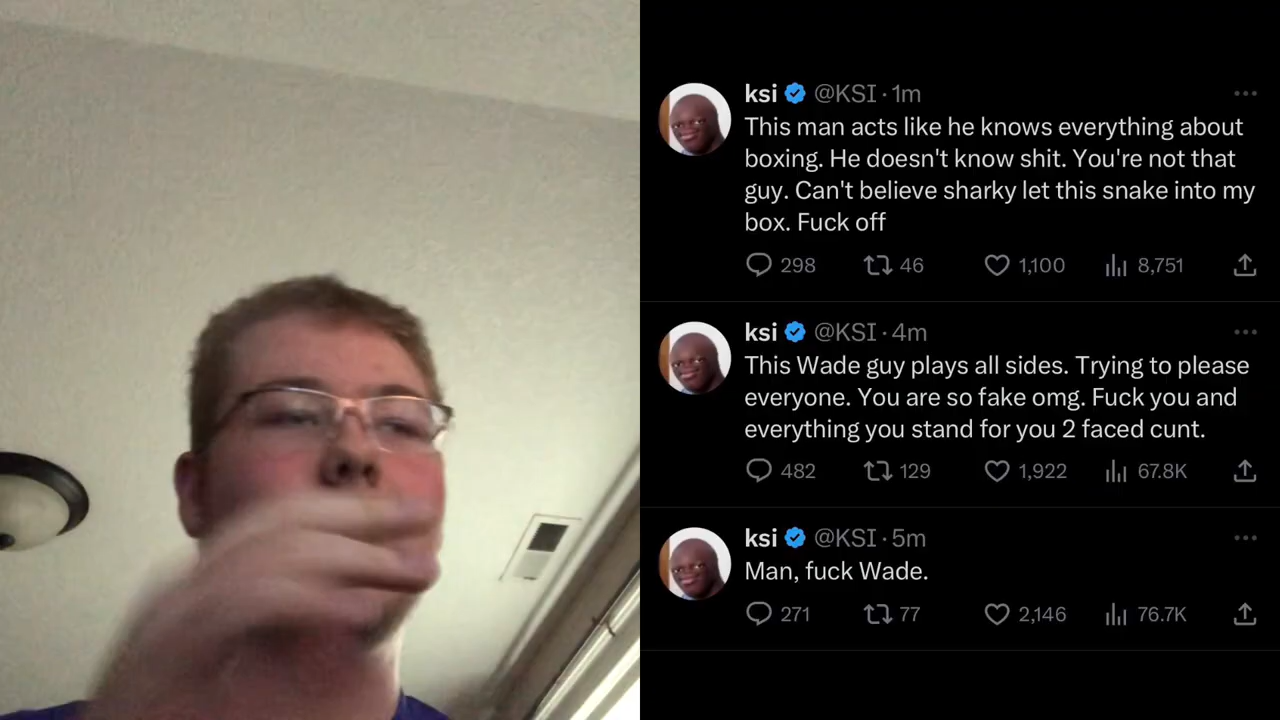 ksi @KSI · 1m
This man acts like he knows everything about
boxing. He doesn't know shit. You're not that
guy. Can't believe sharky let this snake into my
box. Fuck off
298 46 1,100 8,751
ksi @KSI · 4m
This Wade guy plays all sides. Trying to please
everyone. You are so fake omg. Fuck you and
everything you stand for you 2 faced cunt.
482 129 1,922 67.8K
ksi @KSI · 5m
Man, fuck Wade.
271 77 2,146 76.7K